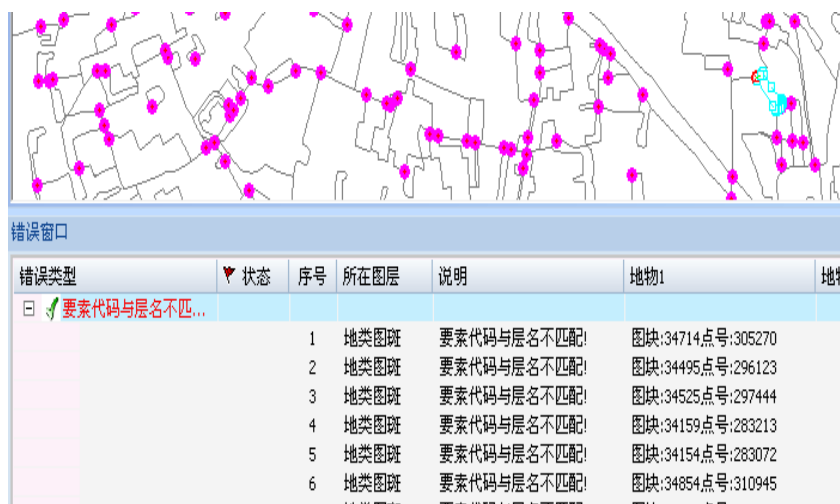 错误窗口
错误类型 状态 序号 所在图层 说明 地物1
要素代码与层名不匹...
1 地类图斑 要素代码与层名不匹配! 图块:34714点号:305270
2 地类图斑 要素代码与层名不匹配! 图块:34495点号:296123
3 地类图斑 要素代码与层名不匹配! 图块:34525点号:297444
4 地类图斑 要素代码与层名不匹配! 图块:34159点号:283213
5 地类图斑 要素代码与层名不匹配! 图块:34154点号:283072
6 地类图斑 要素代码与层名不匹配! 图块:34854点号:310945